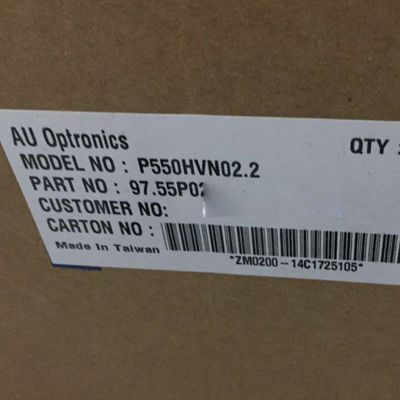 AU Optronics
QTY :
MODEL NO : P550HVN02.2
PART NO : 97.55P02
CUSTOMER NO:
CARTON NO :
Made In Taiwan
*ZM0200-14C1725105*